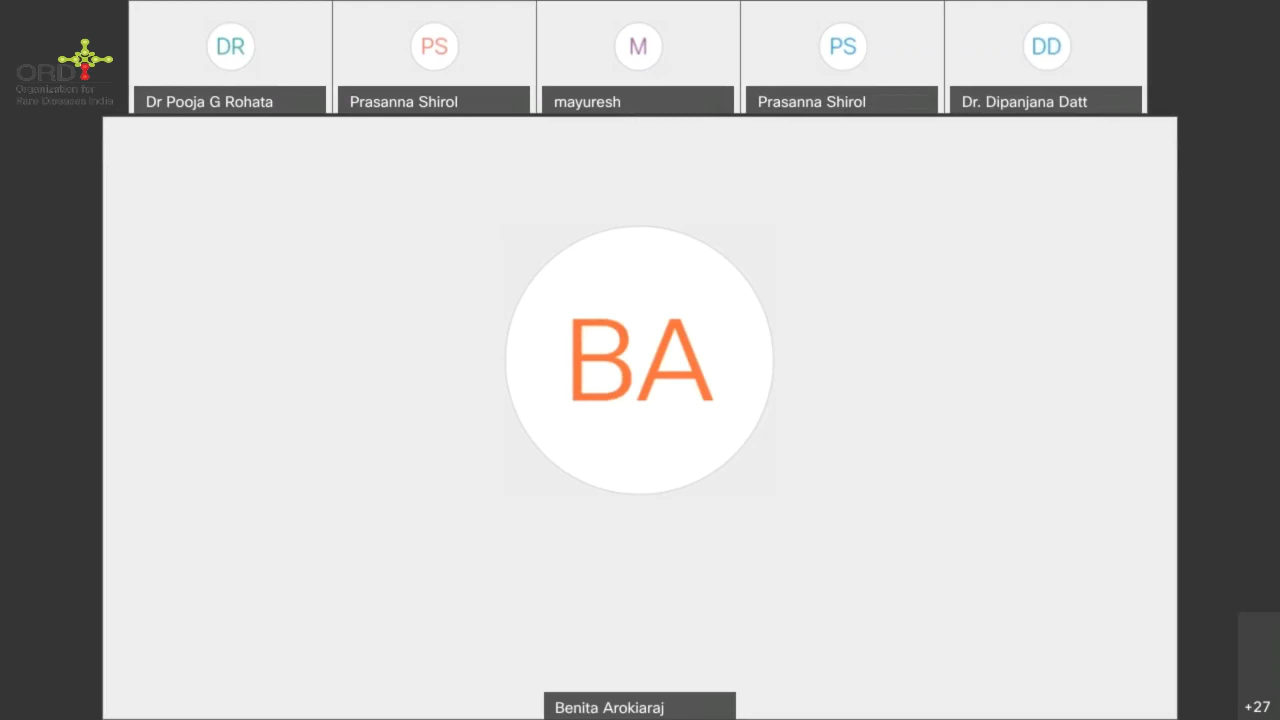 ORDI
Organization for
Rare Diseases India
DR
Dr Pooja G Rohata
PS
Prasanna Shirol
M
mayuresh
PS
Prasanna Shirol
DD
Dr. Dipanjana Datt
BA
Benita Arokiaraj
+27